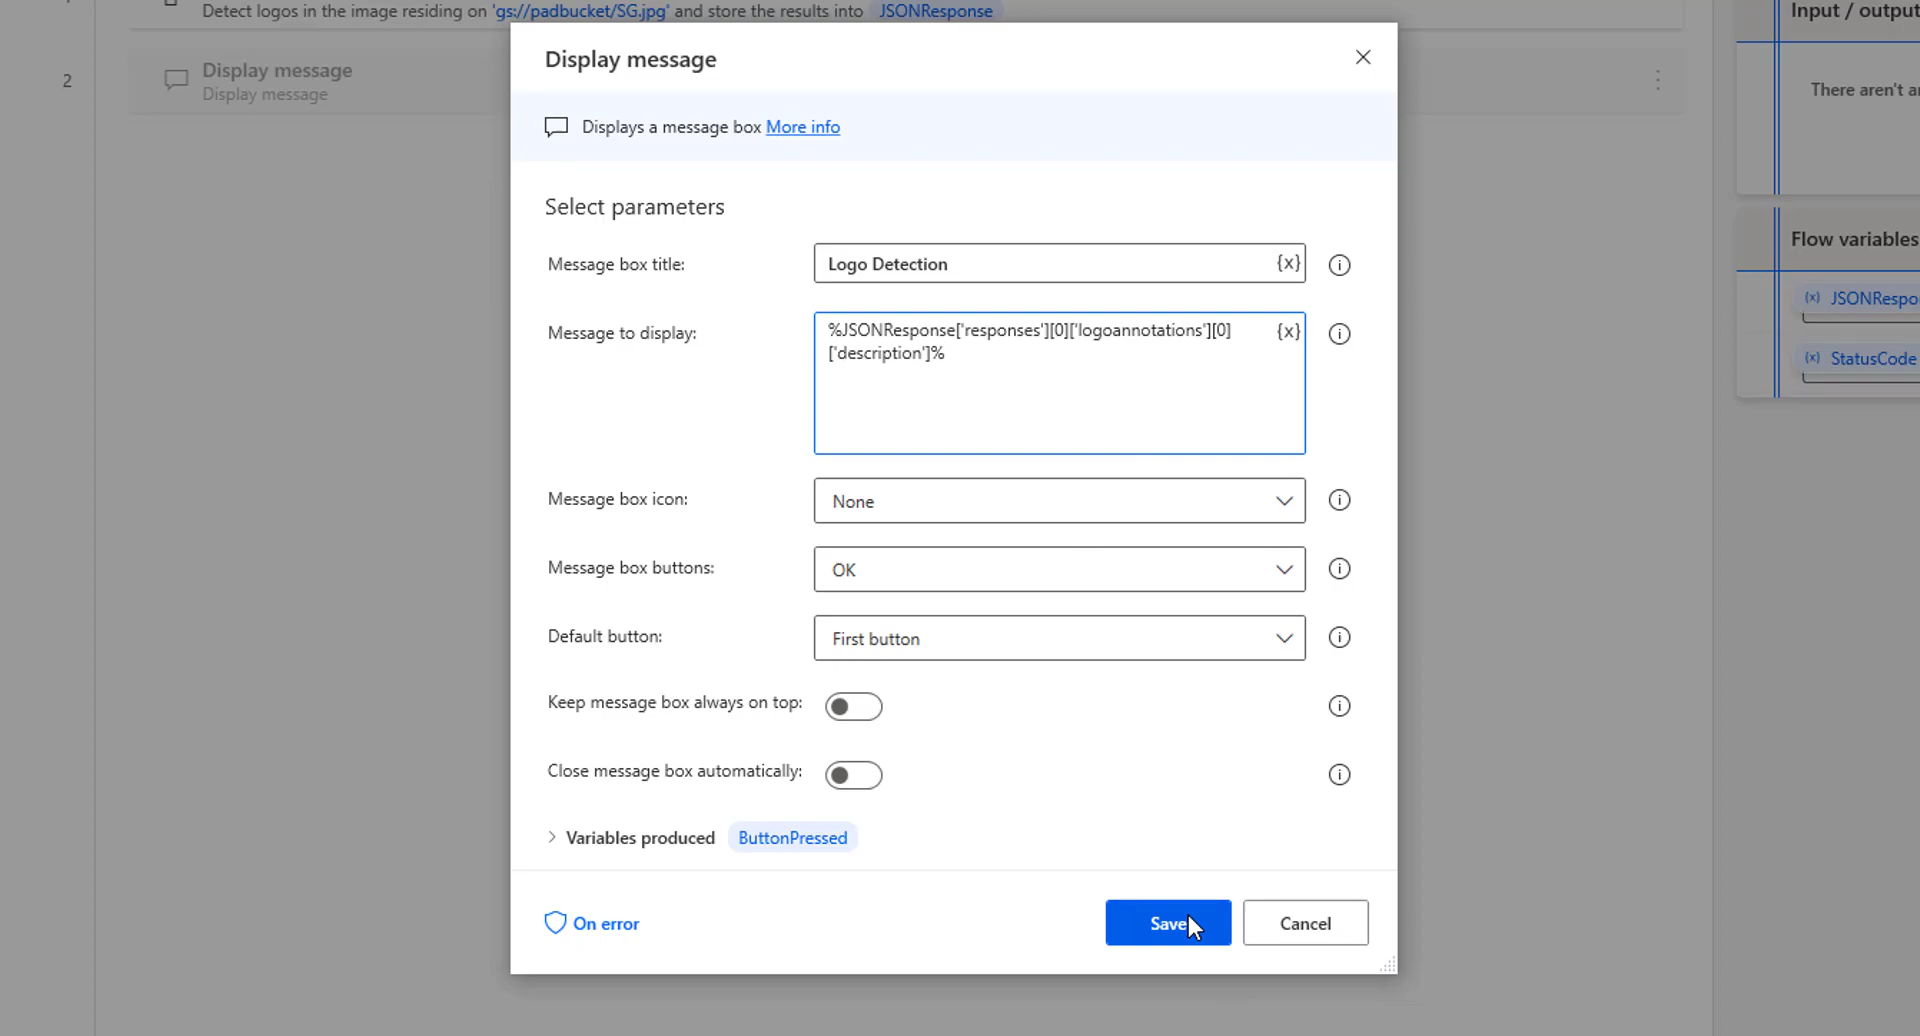 Detect logos in the image residing on 'gs://padbucket/SG.jpg' and store the results into JSONResponse
Input / output
Display message
2
Display message
Display message
There aren't a
Displays a message box More info
Select parameters
Flow variables
Message box title:
Logo Detection {x}
JSONRespo
Message to display:
%JSONResponse['responses'][0]['logoannotations'][0] {x}
['description']%
StatusCode
Message box icon:
None
Message box buttons:
OK
Default button:
First button
Keep message box always on top:
Close message box automatically:
Variables produced ButtonPressed
On error
Save
Cancel